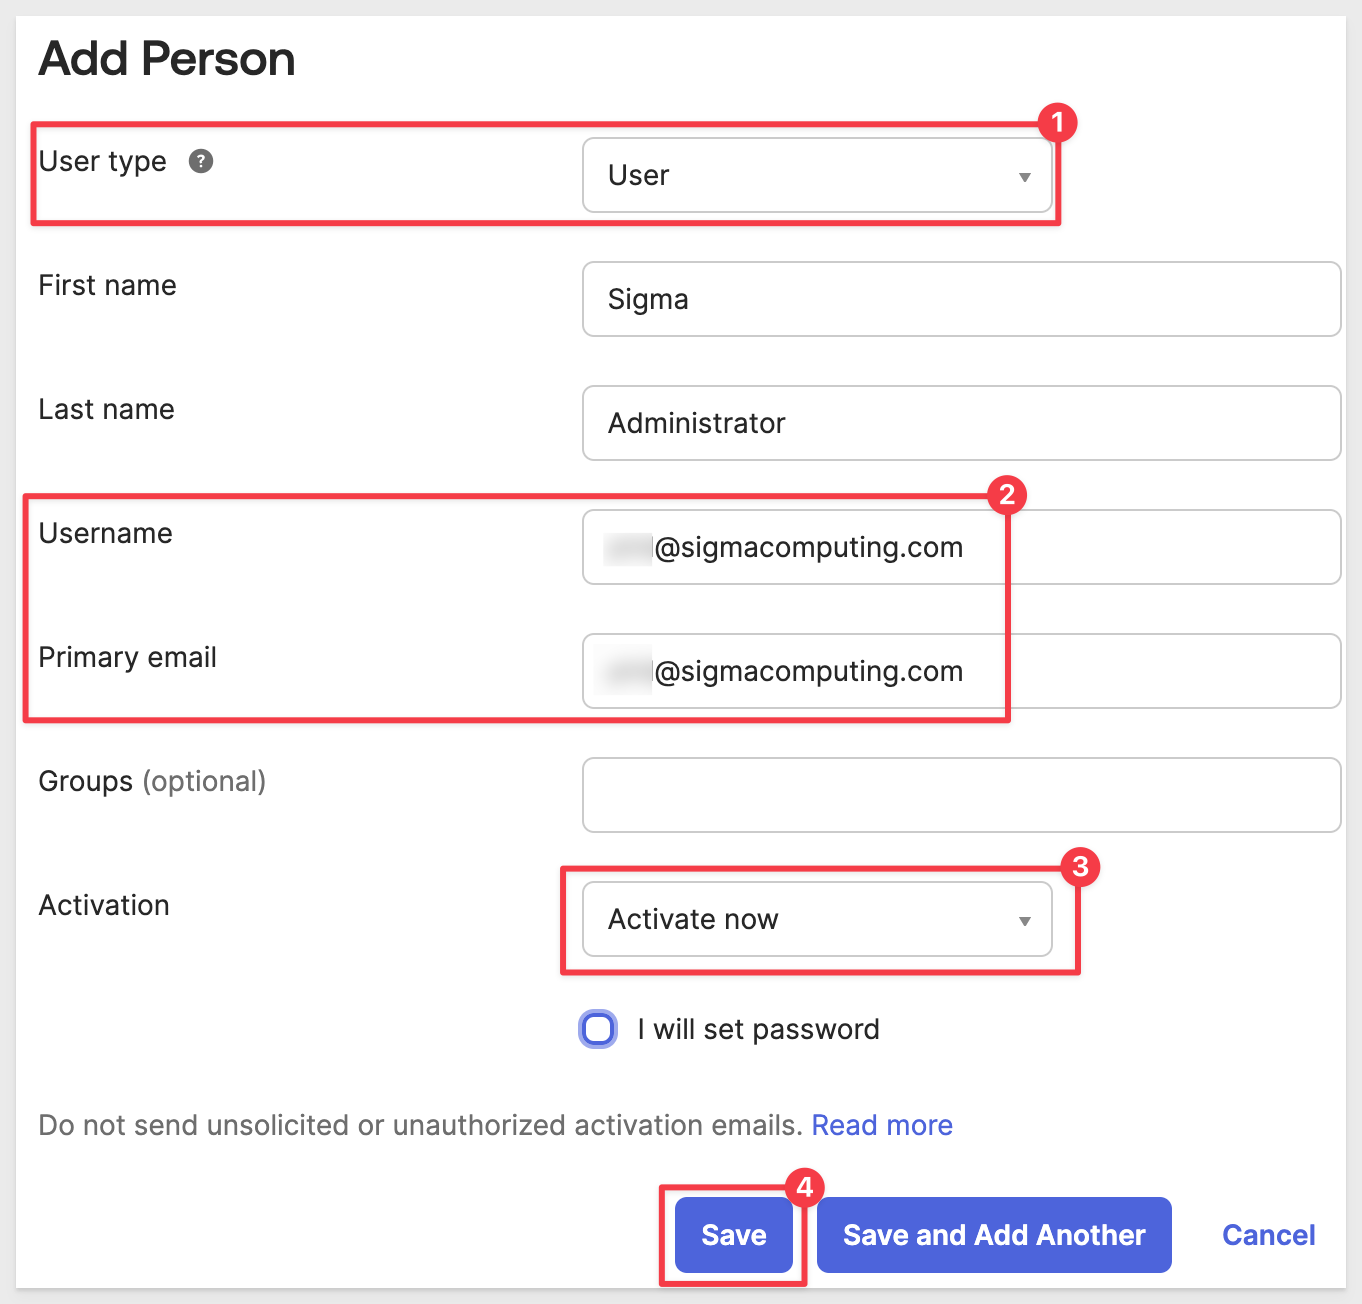 Add Person
1
User type ?
User
First name
Sigma
Last name
Administrator
2
Username
@sigmacomputing.com
Primary email
@sigmacomputing.com
Groups (optional)
3
Activation
Activate now
I will set password
Do not send unsolicited or unauthorized activation emails. Read more
4
Save
Save and Add Another
Cancel